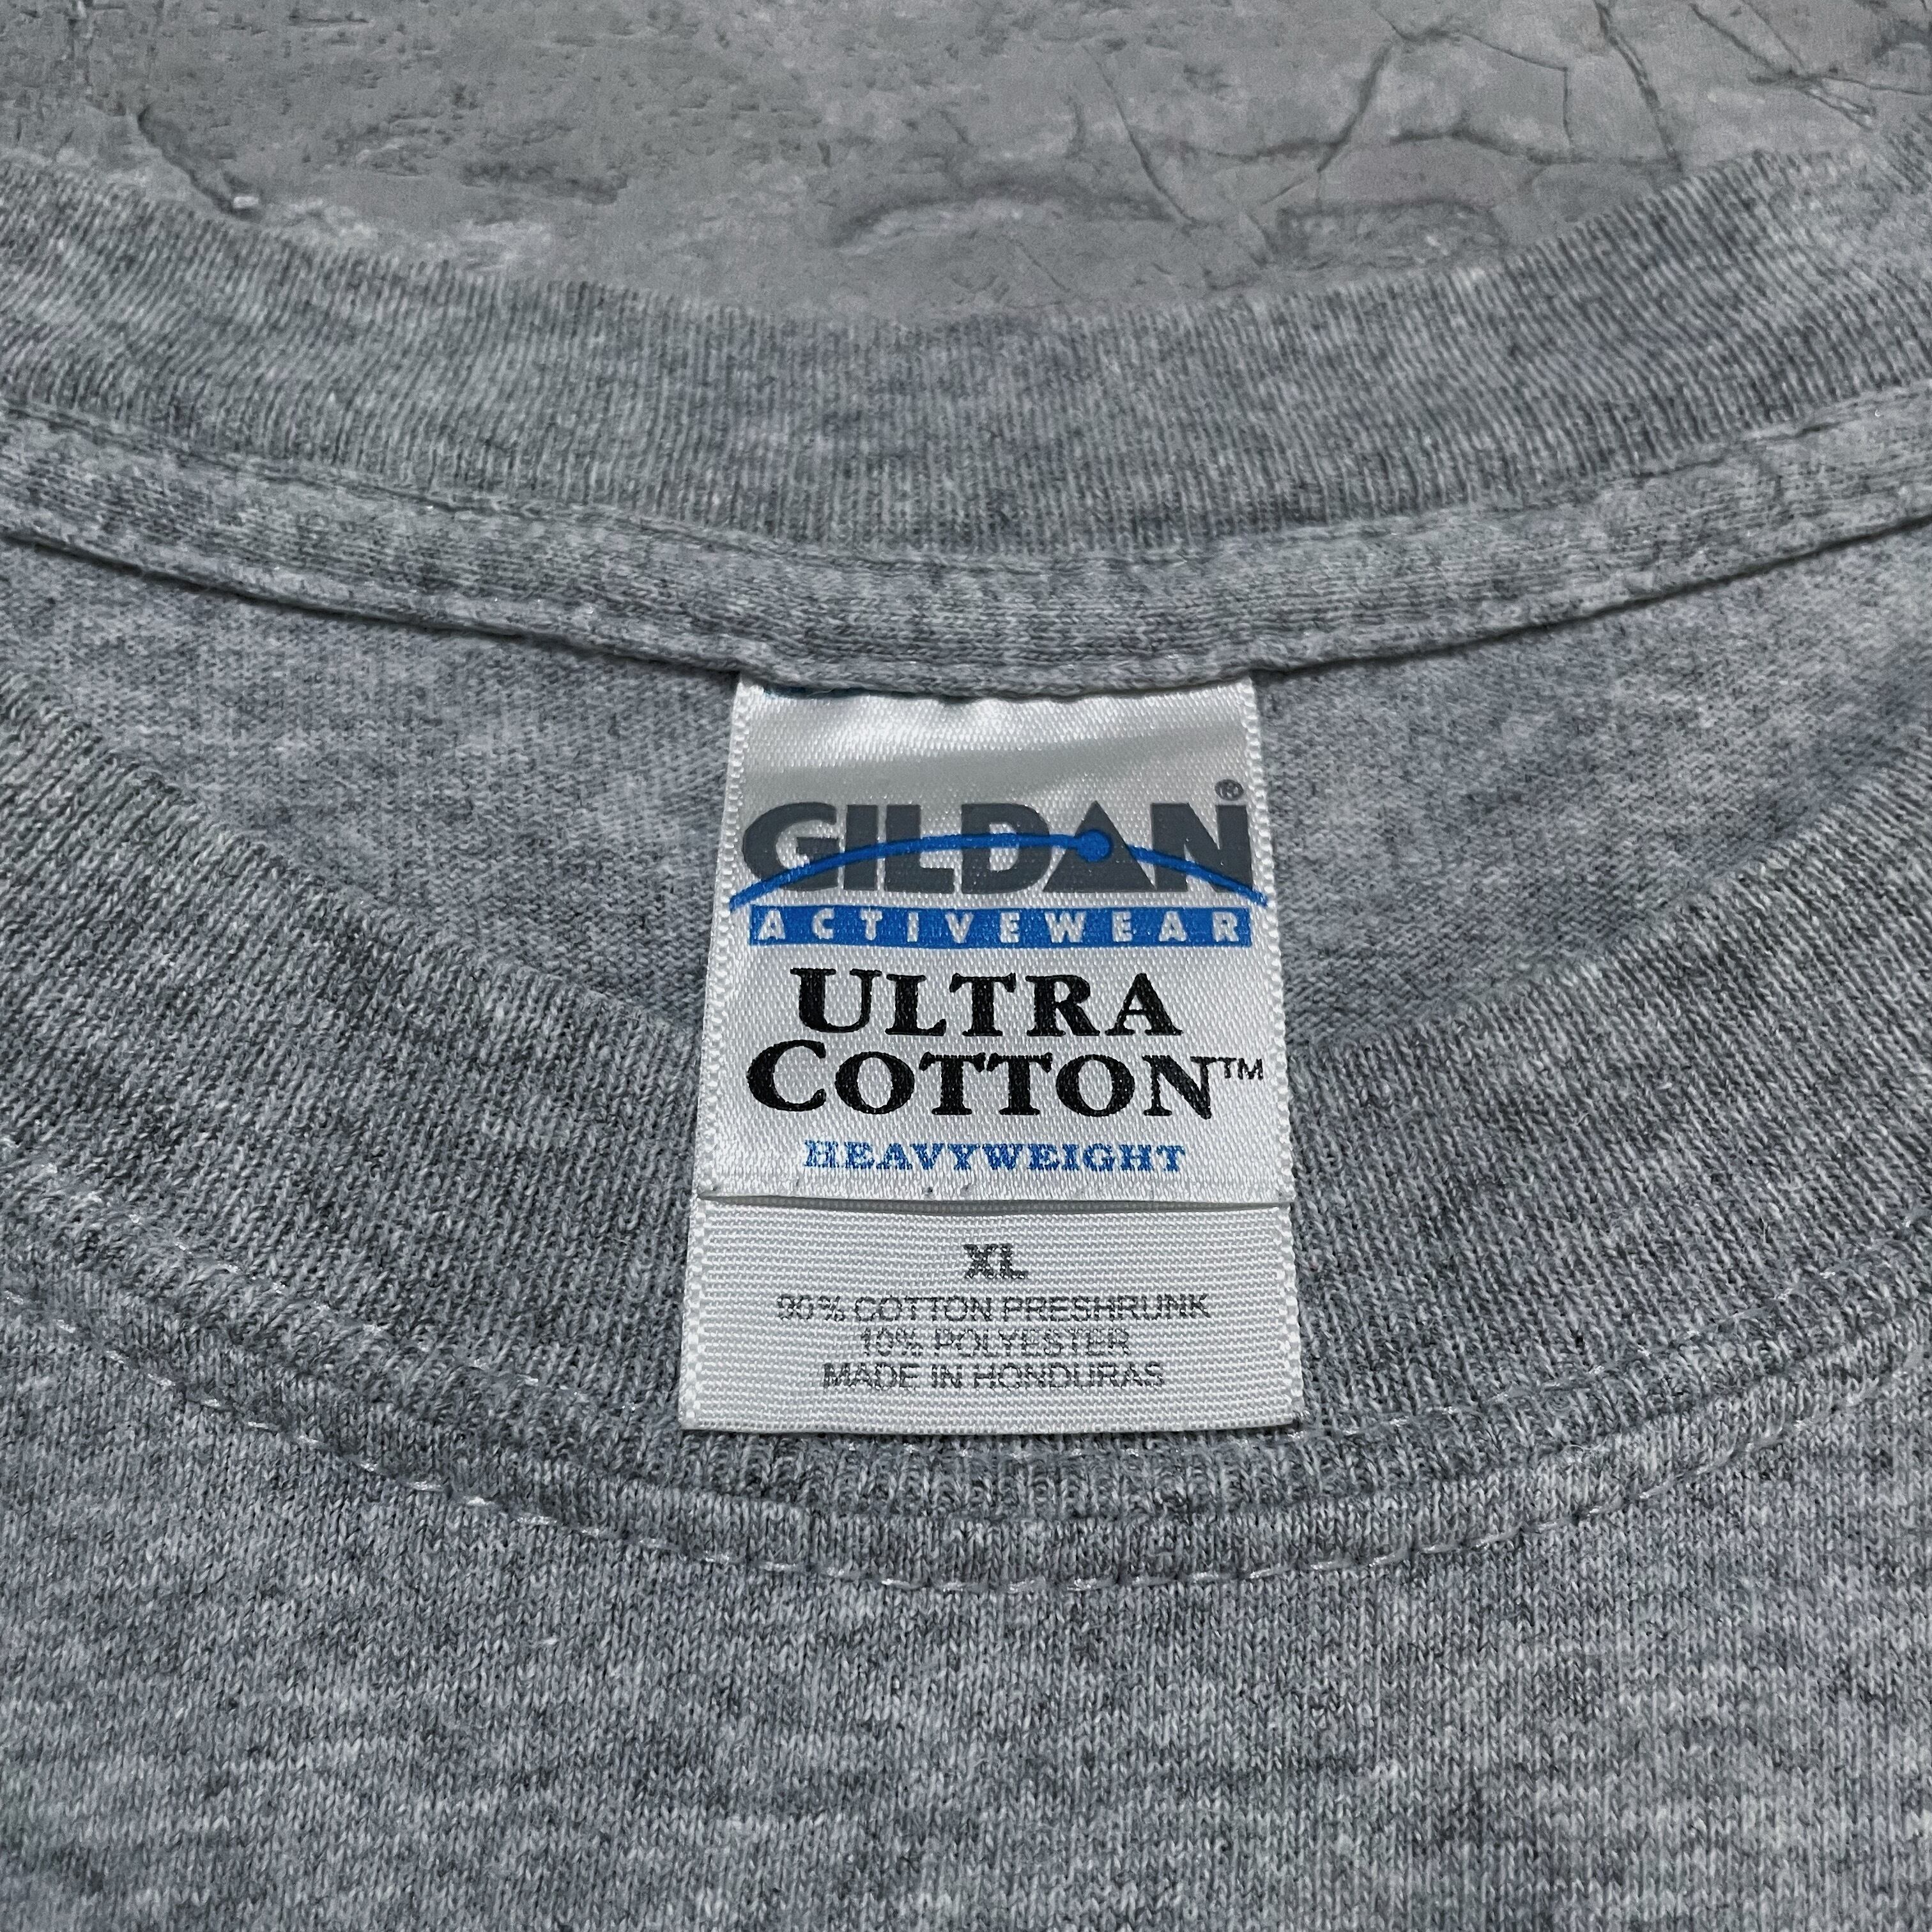 GILDAN®
ACTIVEWEAR
ULTRA
COTTON™
HEAVYWEIGHT
XL
90% COTTON PRESHRUNK
10% POLYESTER
MADE IN HONDURAS